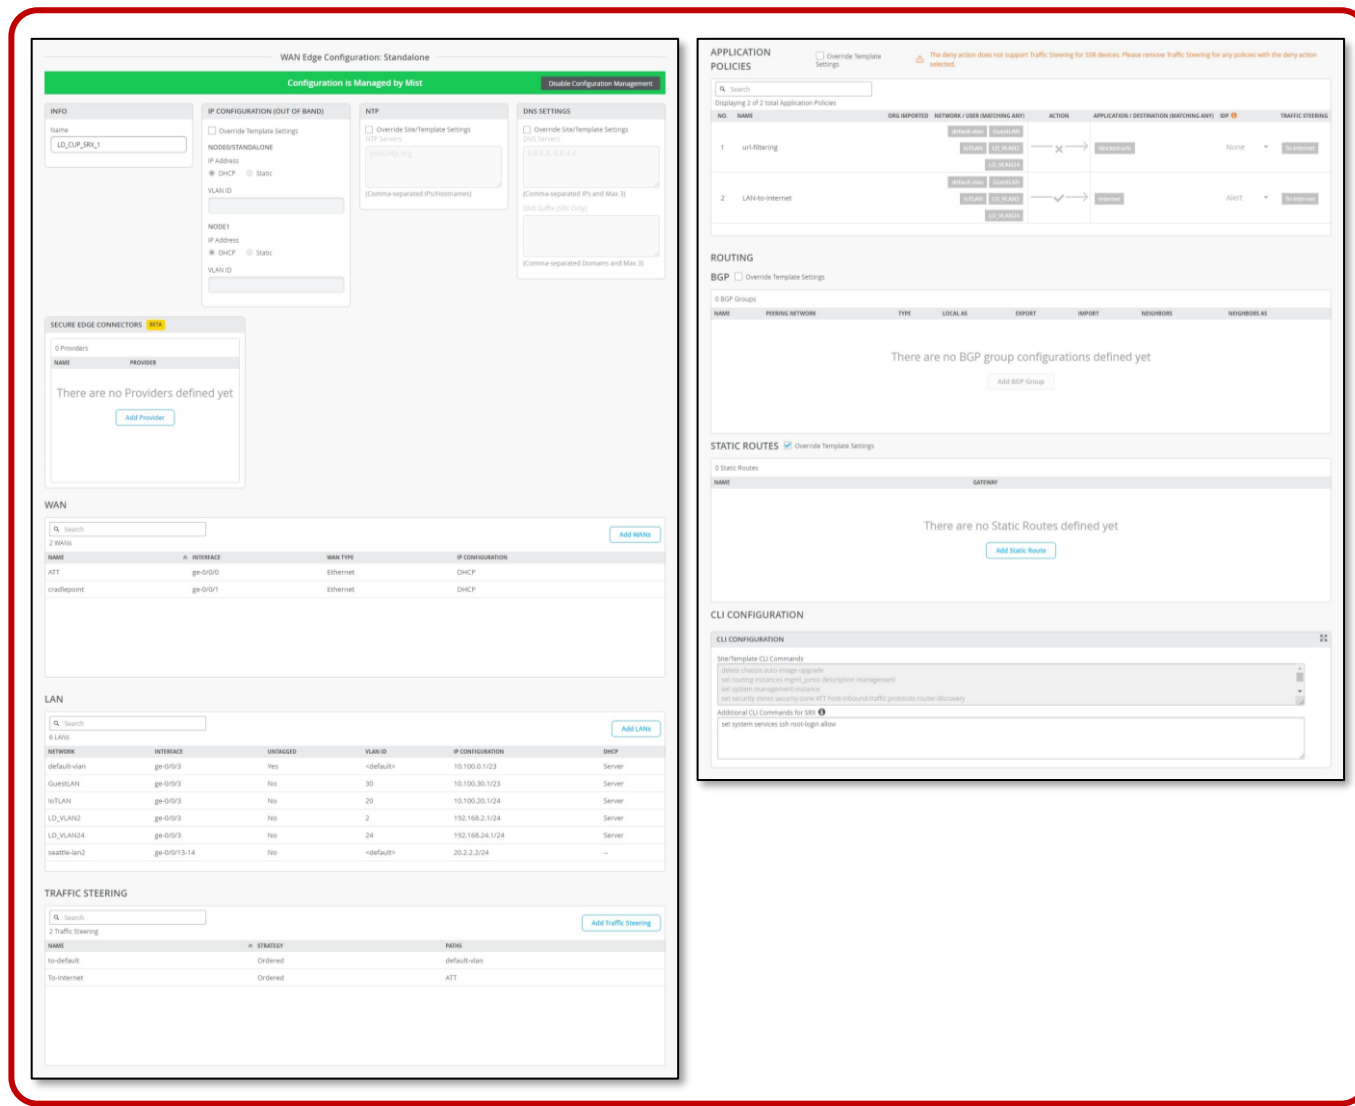 WAN Edge Configuration: Standalone
Configuration is Managed by Mist
Disable Configuration Management
INFO
Name
LD_CUP_SRX_1
IP CONFIGURATION (OUT OF BAND)
Override Template Settings
NODE0/STANDALONE
IP Address
DHCP Static
VLAN ID
NODE1
IP Address
DHCP Static
VLAN ID
NTP
Override Site/Template Settings
NTP Servers
pool.ntp.org
(Comma-separated IPs/Hostnames)
DNS SETTINGS
Override Site/Template Settings
DNS Servers
8.8.8.8, 8.8.4.4
(Comma-separated IPs and Max 3)
DNS Suffix (SRX Only)
(Comma-separated Domains and Max 3)
SECURE EDGE CONNECTORS BETA
0 Providers
NAME PROVIDER
There are no Providers defined yet
Add Provider
WAN
Search
Add WANs
2 WANs
NAME INTERFACE WAN TYPE IP CONFIGURATION
ATT ge-0/0/0 Ethernet DHCP
cradlepoint ge-0/0/1 Ethernet DHCP
LAN
Search
Add LANs
6 LANs
NETWORK INTERFACE UNTAGGED VLAN ID IP CONFIGURATION DHCP
default-vlan ge-0/0/3 Yes <default> 10.100.0.1/23 Server
GuestLAN ge-0/0/3 No 30 10.100.30.1/23 Server
IoTLAN ge-0/0/3 No 20 10.100.20.1/24 Server
LD_VLAN2 ge-0/0/3 No 2 192.168.2.1/24 Server
LD_VLAN24 ge-0/0/3 No 24 192.168.24.1/24 Server
seattle-lan2 ge-0/0/13-14 No <default> 20.2.2.2/24 --
TRAFFIC STEERING
Search
Add Traffic Steering
2 Traffic Steering
NAME STRATEGY PATHS
to-default Ordered default-vlan
To-Internet Ordered ATT
APPLICATION POLICIES
Override Template Settings
The deny action does not support Traffic Steering for SSR devices. Please remove Traffic Steering for any policies with the deny action
selected.
Search
Displaying 2 of 2 total Application Policies
NO. NAME ORG IMPORTED NETWORK / USER (MATCHING ANY) ACTION APPLICATION / DESTINATION (MATCHING ANY) IDP TRAFFIC STEERING
default-vlan GuestLAN
1 url-filtering IoTLAN LD_VLAN2 blocked-urls None To-Internet
LD_VLAN24
default-vlan GuestLAN
2 LAN-to-Internet IoTLAN LD_VLAN2 internet Alert To-Internet
LD_VLAN24
ROUTING
BGP Override Template Settings
0 BGP Groups
NAME PEERING NETWORK TYPE LOCAL AS EXPORT IMPORT NEIGHBORS NEIGHBORS AS
There are no BGP group configurations defined yet
Add BGP Group
STATIC ROUTES Override Template Settings
0 Static Routes
NAME GATEWAY
There are no Static Routes defined yet
Add Static Route
CLI CONFIGURATION
CLI CONFIGURATION
Site/Template CLI Commands
delete chassis auto-image-upgrade
set routing-instances mgmt_junos description management
set system management-instance
set security zones security-zone ATT host-inbound-traffic protocols router-discovery
Additional CLI Commands for SRX
set system services ssh root-login allow